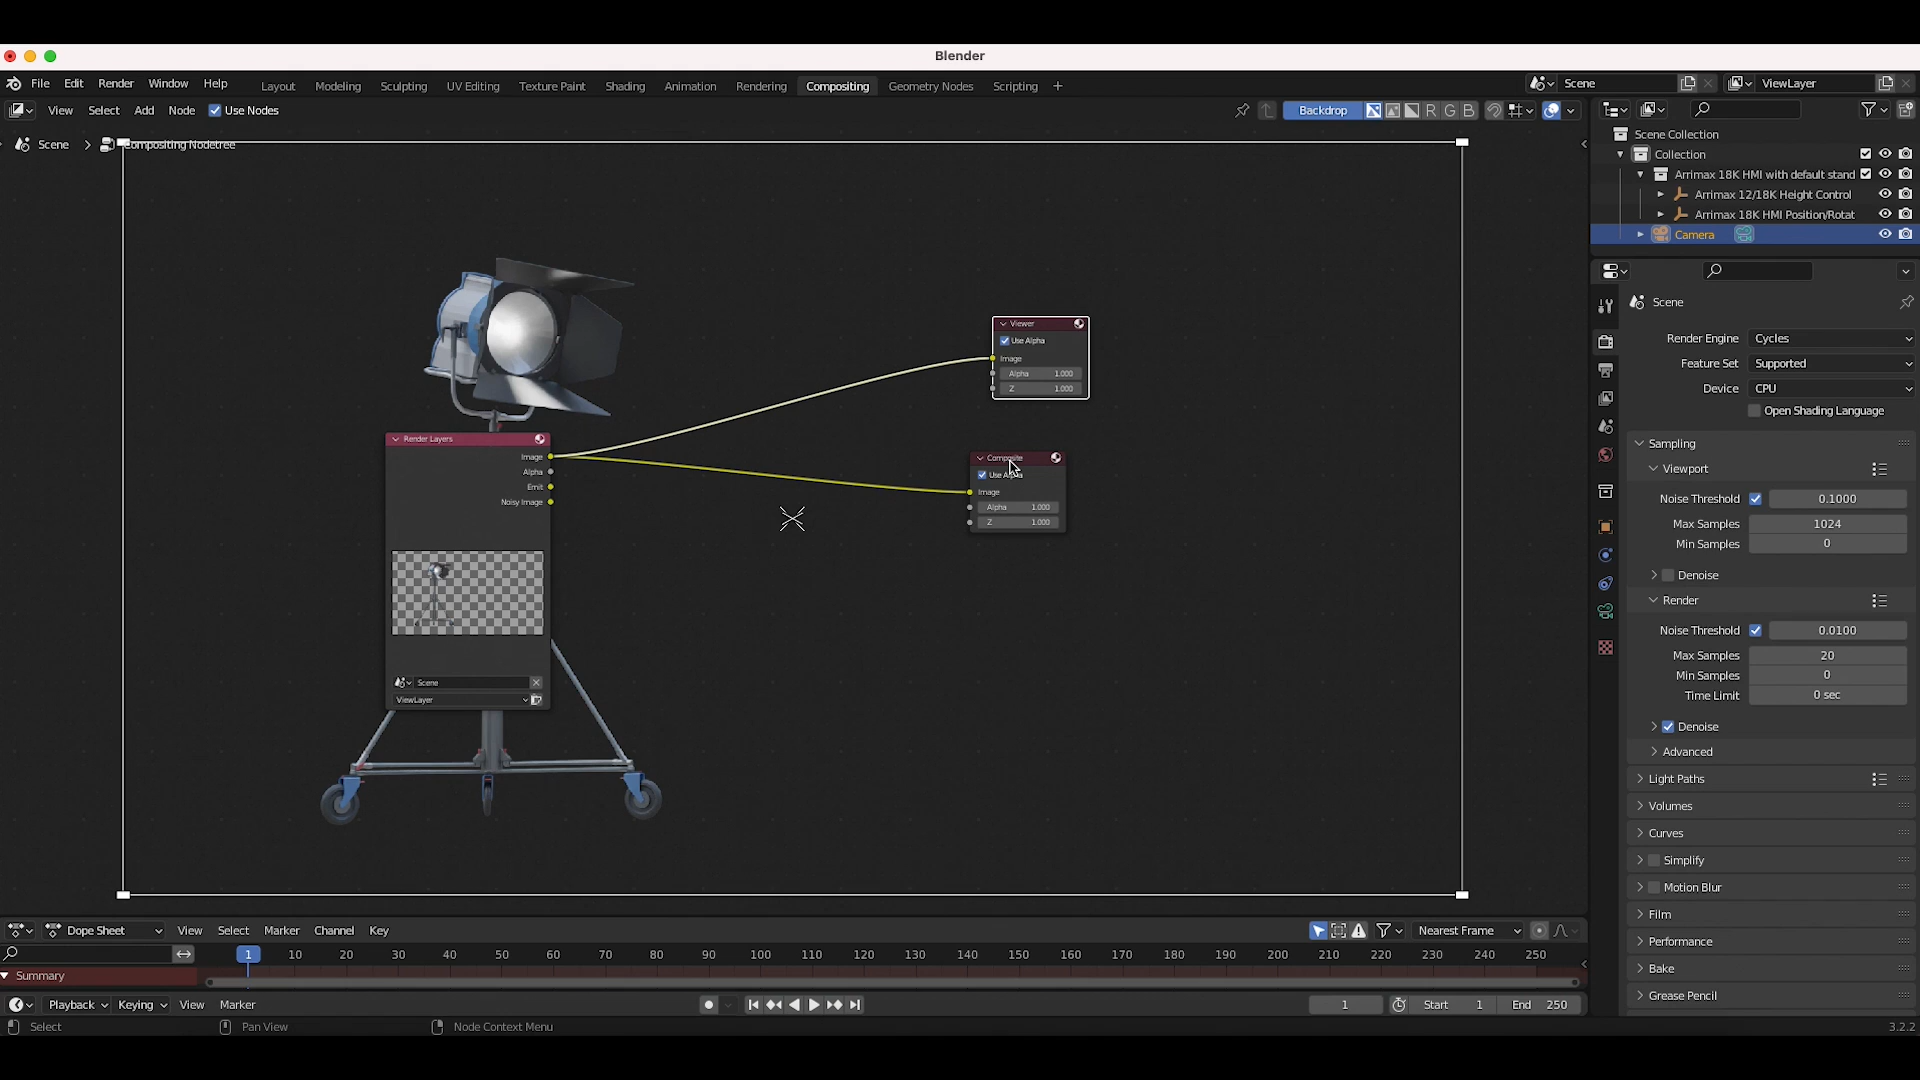 Blender
File Edit Render Window Help Layout Modeling Sculpting UV Editing Texture Paint Shading Animation Rendering Compositing Geometry Nodes Scripting + Scene ViewLayer
View Select Add Node Use Nodes Backdrop R G B
Scene > Compositing Nodetree
Scene Collection
Collection
Arrimax 18K HMI with default stand
Arrimax 12/18K Height Control
Arrimax 18K HMI Position/Rotat
Camera
Scene
Render Engine Cycles
Feature Set Supported
Device CPU
Open Shading Language
Sampling
Viewport
Noise Threshold 0.1000
Max Samples 1024
Min Samples 0
Denoise
Render
Noise Threshold 0.0100
Max Samples 20
Min Samples 0
Time Limit 0 sec
Denoise
Advanced
Light Paths
Volumes
Curves
Simplify
Motion Blur
Film
Performance
Bake
Grease Pencil
Viewer
Use Alpha
Image
Alpha 1.000
Z 1.000
Render Layers
Image
Alpha
Emit
Noisy Image
Scene
ViewLayer
Composite
Use Alpha
Image
Alpha 1.000
Z 1.000
Dope Sheet View Select Marker Channel Key Nearest Frame
1 10 20 30 40 50 60 70 80 90 100 110 120 130 140 150 160 170 180 190 200 210 220 230 240 250
Summary
Playback Keying View Marker 1 Start 1 End 250
Select Pan View Node Context Menu 3.2.2